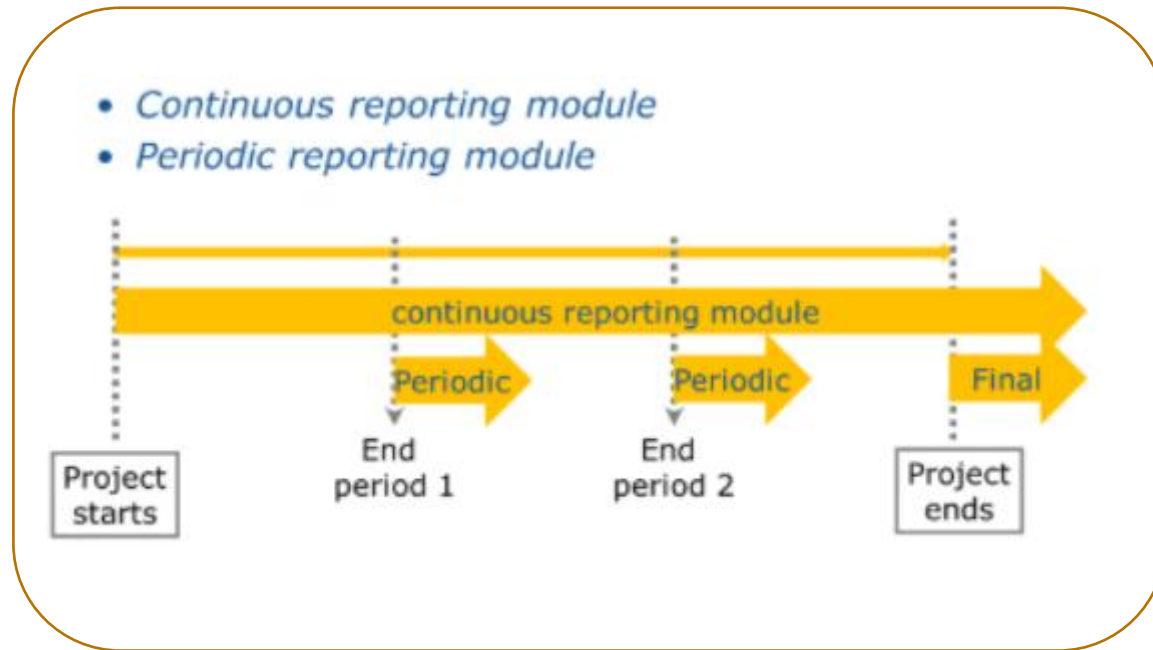 • Continuous reporting module
• Periodic reporting module
continuous reporting module
Periodic
Periodic
Final
End
period 1
End
period 2
Project
starts
Project
ends